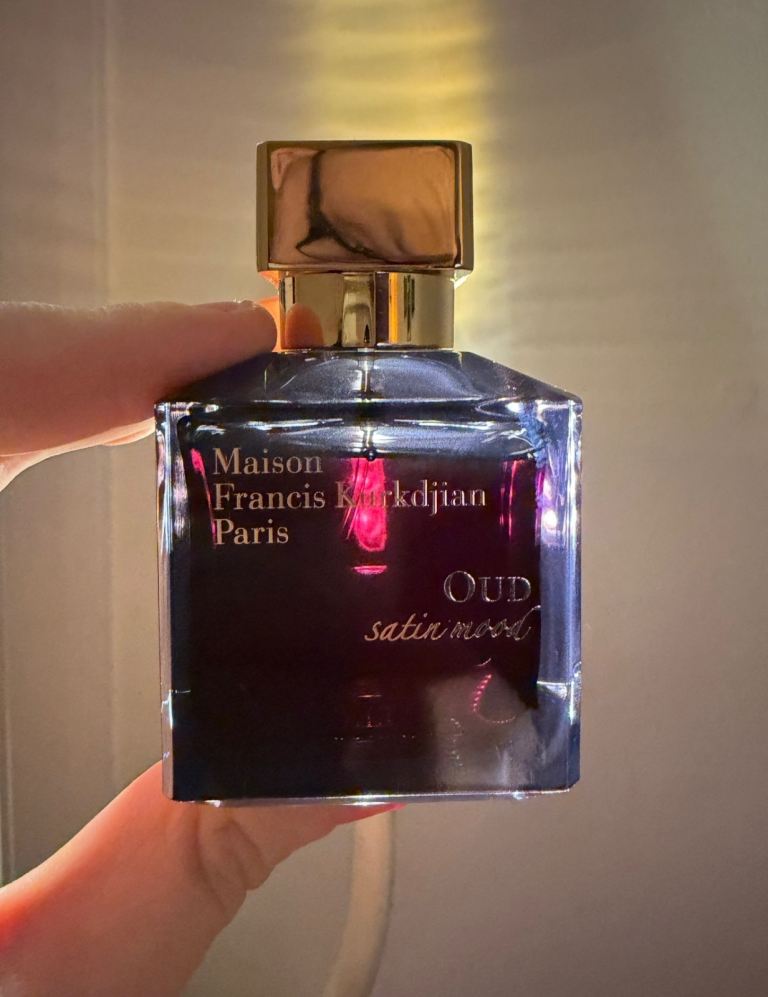 Maison
Francis Kurkdjian
Paris
OUD
satin mood